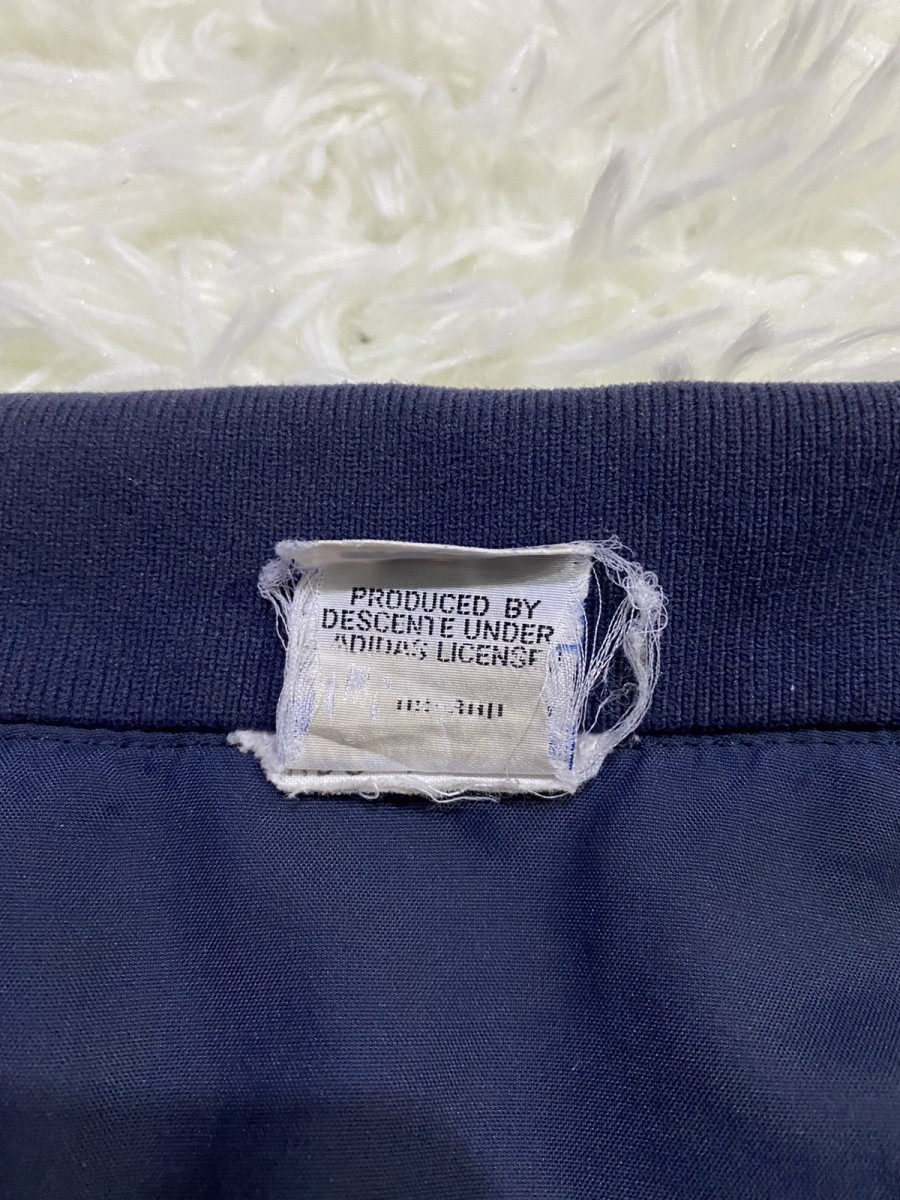 PRODUCED BY
DESCENTE UNDER
ADIDAS LICENSE